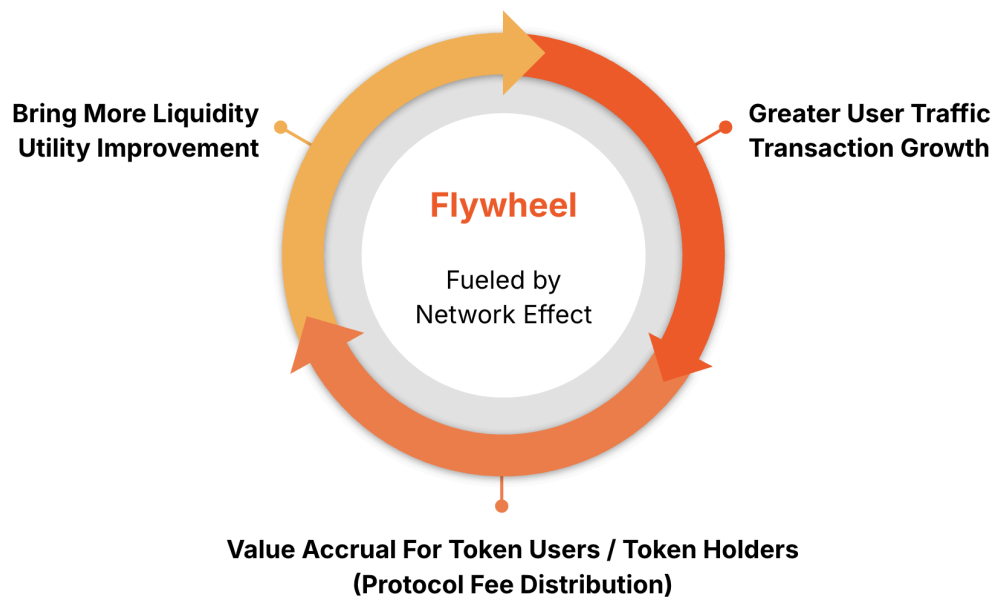 Bring More Liquidity
Utility Improvement
Greater User Traffic
Transaction Growth
Flywheel
Fueled by
Network Effect
Value Accrual For Token Users / Token Holders
(Protocol Fee Distribution)